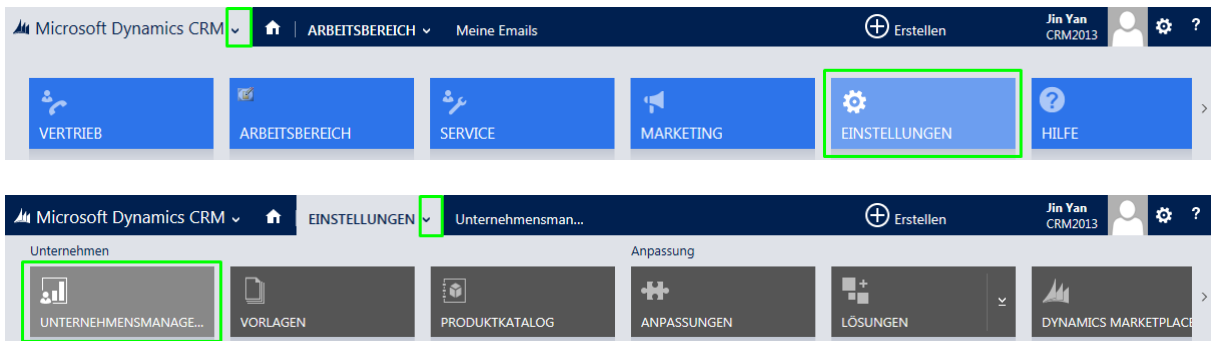 Microsoft Dynamics CRM ARBEITSBEREICH Meine Emails Erstellen Jin Yan ?
CRM2013
VERTRIEB ARBEITSBEREICH SERVICE MARKETING EINSTELLUNGEN HILFE
Microsoft Dynamics CRM EINSTELLUNGEN Unternehmensman... Erstellen Jin Yan ?
CRM2013
Unternehmen Anpassung
UNTERNEHMENSMANAGE... VORLAGEN PRODUKTKATALOG ANPASSUNGEN LÖSUNGEN DYNAMICS MARKETPLACE